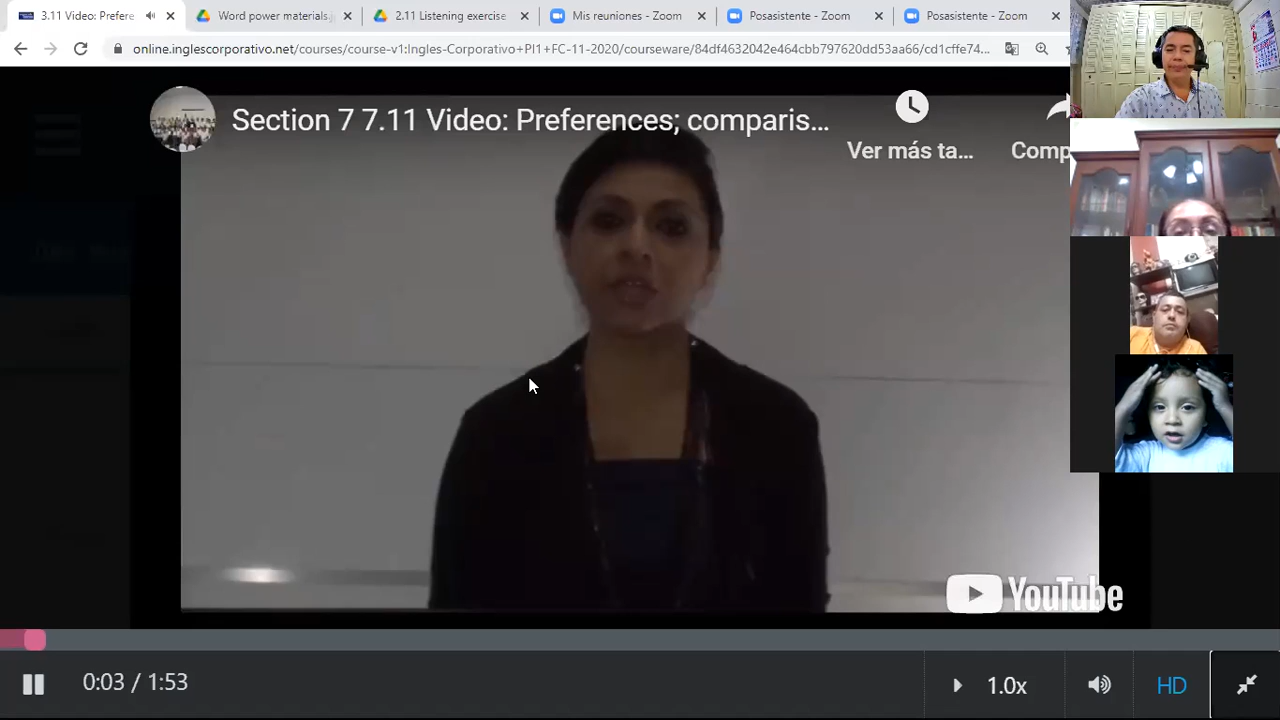 3.11 Video: Prefere
Word power materials.
2.11 Listening practise
Mis reuniones - Zoom
Posasistente - Zoom
Posasistente - Zoom
online.inglescorporativo.net/courses/course-v1:Ingles-Corporativo+PI1+FC-11-2020/courseware/84df4632042e464cbb797620dd53aa66/cd1cffe74...
Section 7 7.11 Video: Preferences; comparis...
Ver más ta...
Comp
YouTube
0:03 / 1:53
1.0x
HD